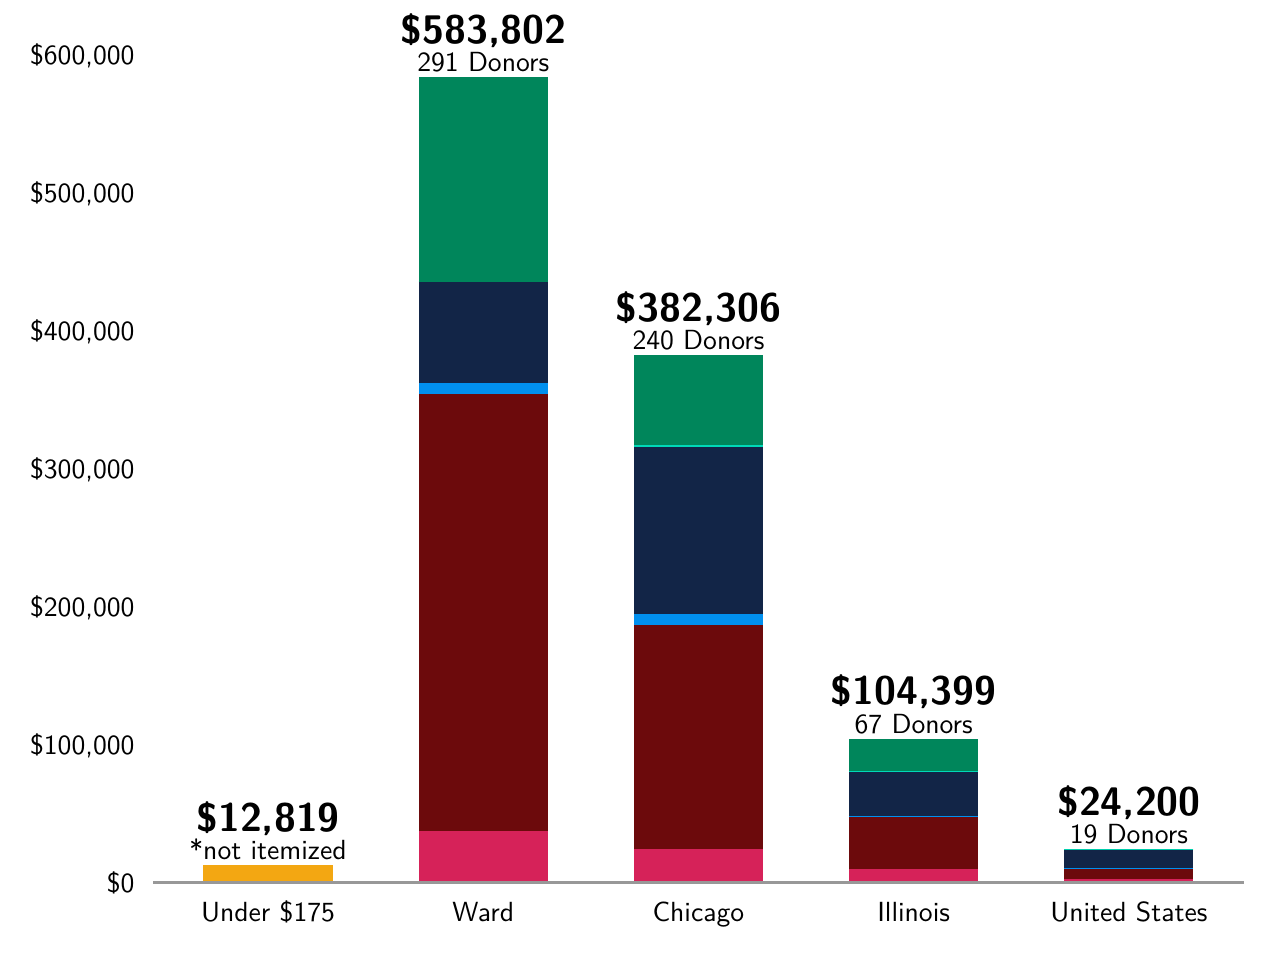 $583,802
291 Donors
$600,000
$500,000
$382,306
240 Donors
$400,000
$300,000
$200,000
$104,399
67 Donors
$100,000
$24,200
19 Donors
$12,819
*not itemized
$0
Under $175
Ward
Chicago
Illinois
United States